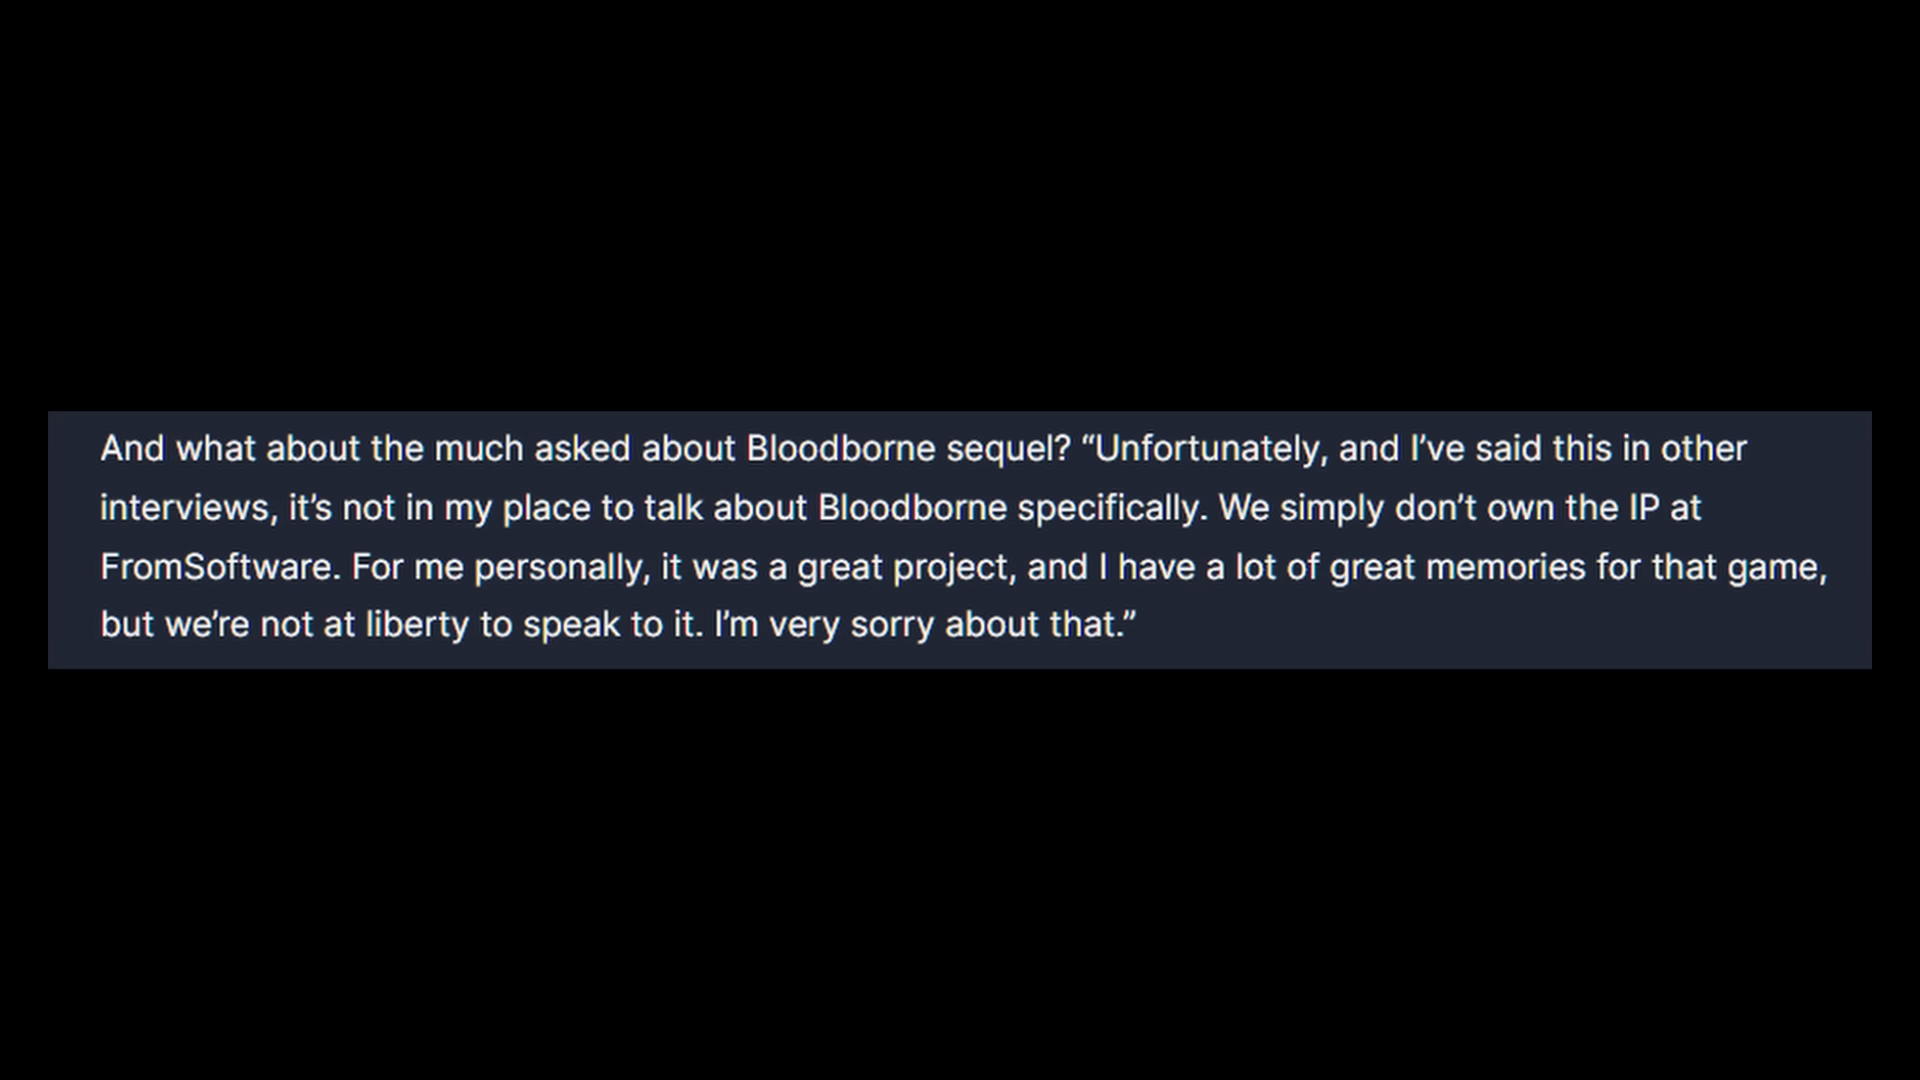 And what about the much asked about Bloodborne sequel? “Unfortunately, and I’ve said this in other
interviews, it’s not in my place to talk about Bloodborne specifically. We simply don’t own the IP at
FromSoftware. For me personally, it was a great project, and I have a lot of great memories for that game,
but we’re not at liberty to speak to it. I’m very sorry about that.”